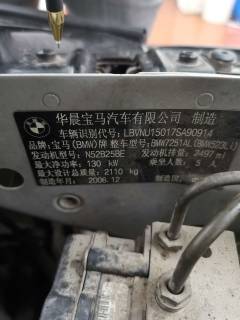 BMW
华晨宝马汽车有限公司 制造
车辆识别代号: LBVNU15017SA90914
品牌: 宝马(BMW)牌 整车型号: BMW7251AL(BMW523Li)
发动机型号: N52B25BE 发动机排量: 2497 ml
最大净功率: 130 kW 乘坐人数: 5 人
最大设计总质量: 2110 kg
制造年月: 2006.12